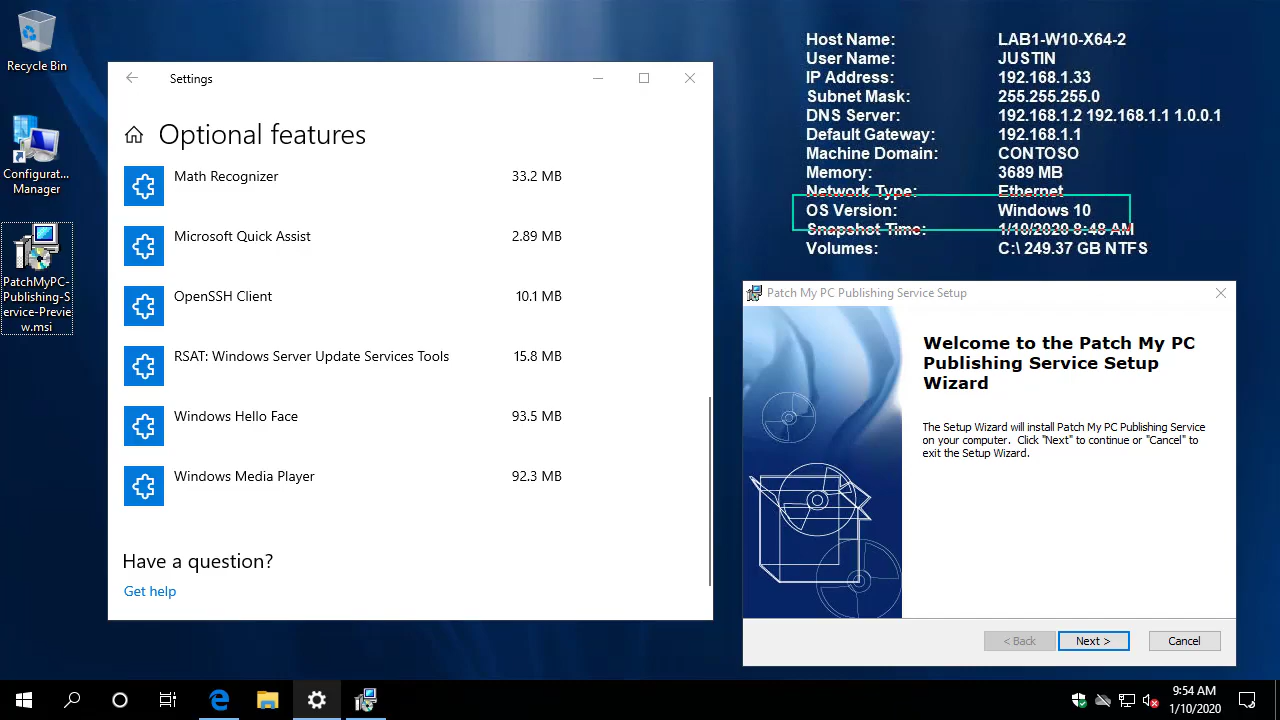 Recycle Bin
Configurat...
Manager
PatchMyPC-
Publishing-S
ervice-Previe
w.msi
Settings
Optional features
Math Recognizer 33.2 MB
Microsoft Quick Assist 2.89 MB
OpenSSH Client 10.1 MB
RSAT: Windows Server Update Services Tools 15.8 MB
Windows Hello Face 93.5 MB
Windows Media Player 92.3 MB
Have a question?
Get help
Host Name: LAB1-W10-X64-2
User Name: JUSTIN
IP Address: 192.168.1.33
Subnet Mask: 255.255.255.0
DNS Server: 192.168.1.2 192.168.1.1 1.0.0.1
Default Gateway: 192.168.1.1
Machine Domain: CONTOSO
Memory: 3689 MB
Network Type: Ethernet
OS Version: Windows 10
Snapshot Time: 1/10/2020 8:48 AM
Volumes: C:\ 249.37 GB NTFS
Patch My PC Publishing Service Setup
Welcome to the Patch My PC
Publishing Service Setup
Wizard
The Setup Wizard will install Patch My PC Publishing Service
on your computer. Click "Next" to continue or "Cancel" to
exit the Setup Wizard.
< Back Next > Cancel
9:54 AM
1/10/2020